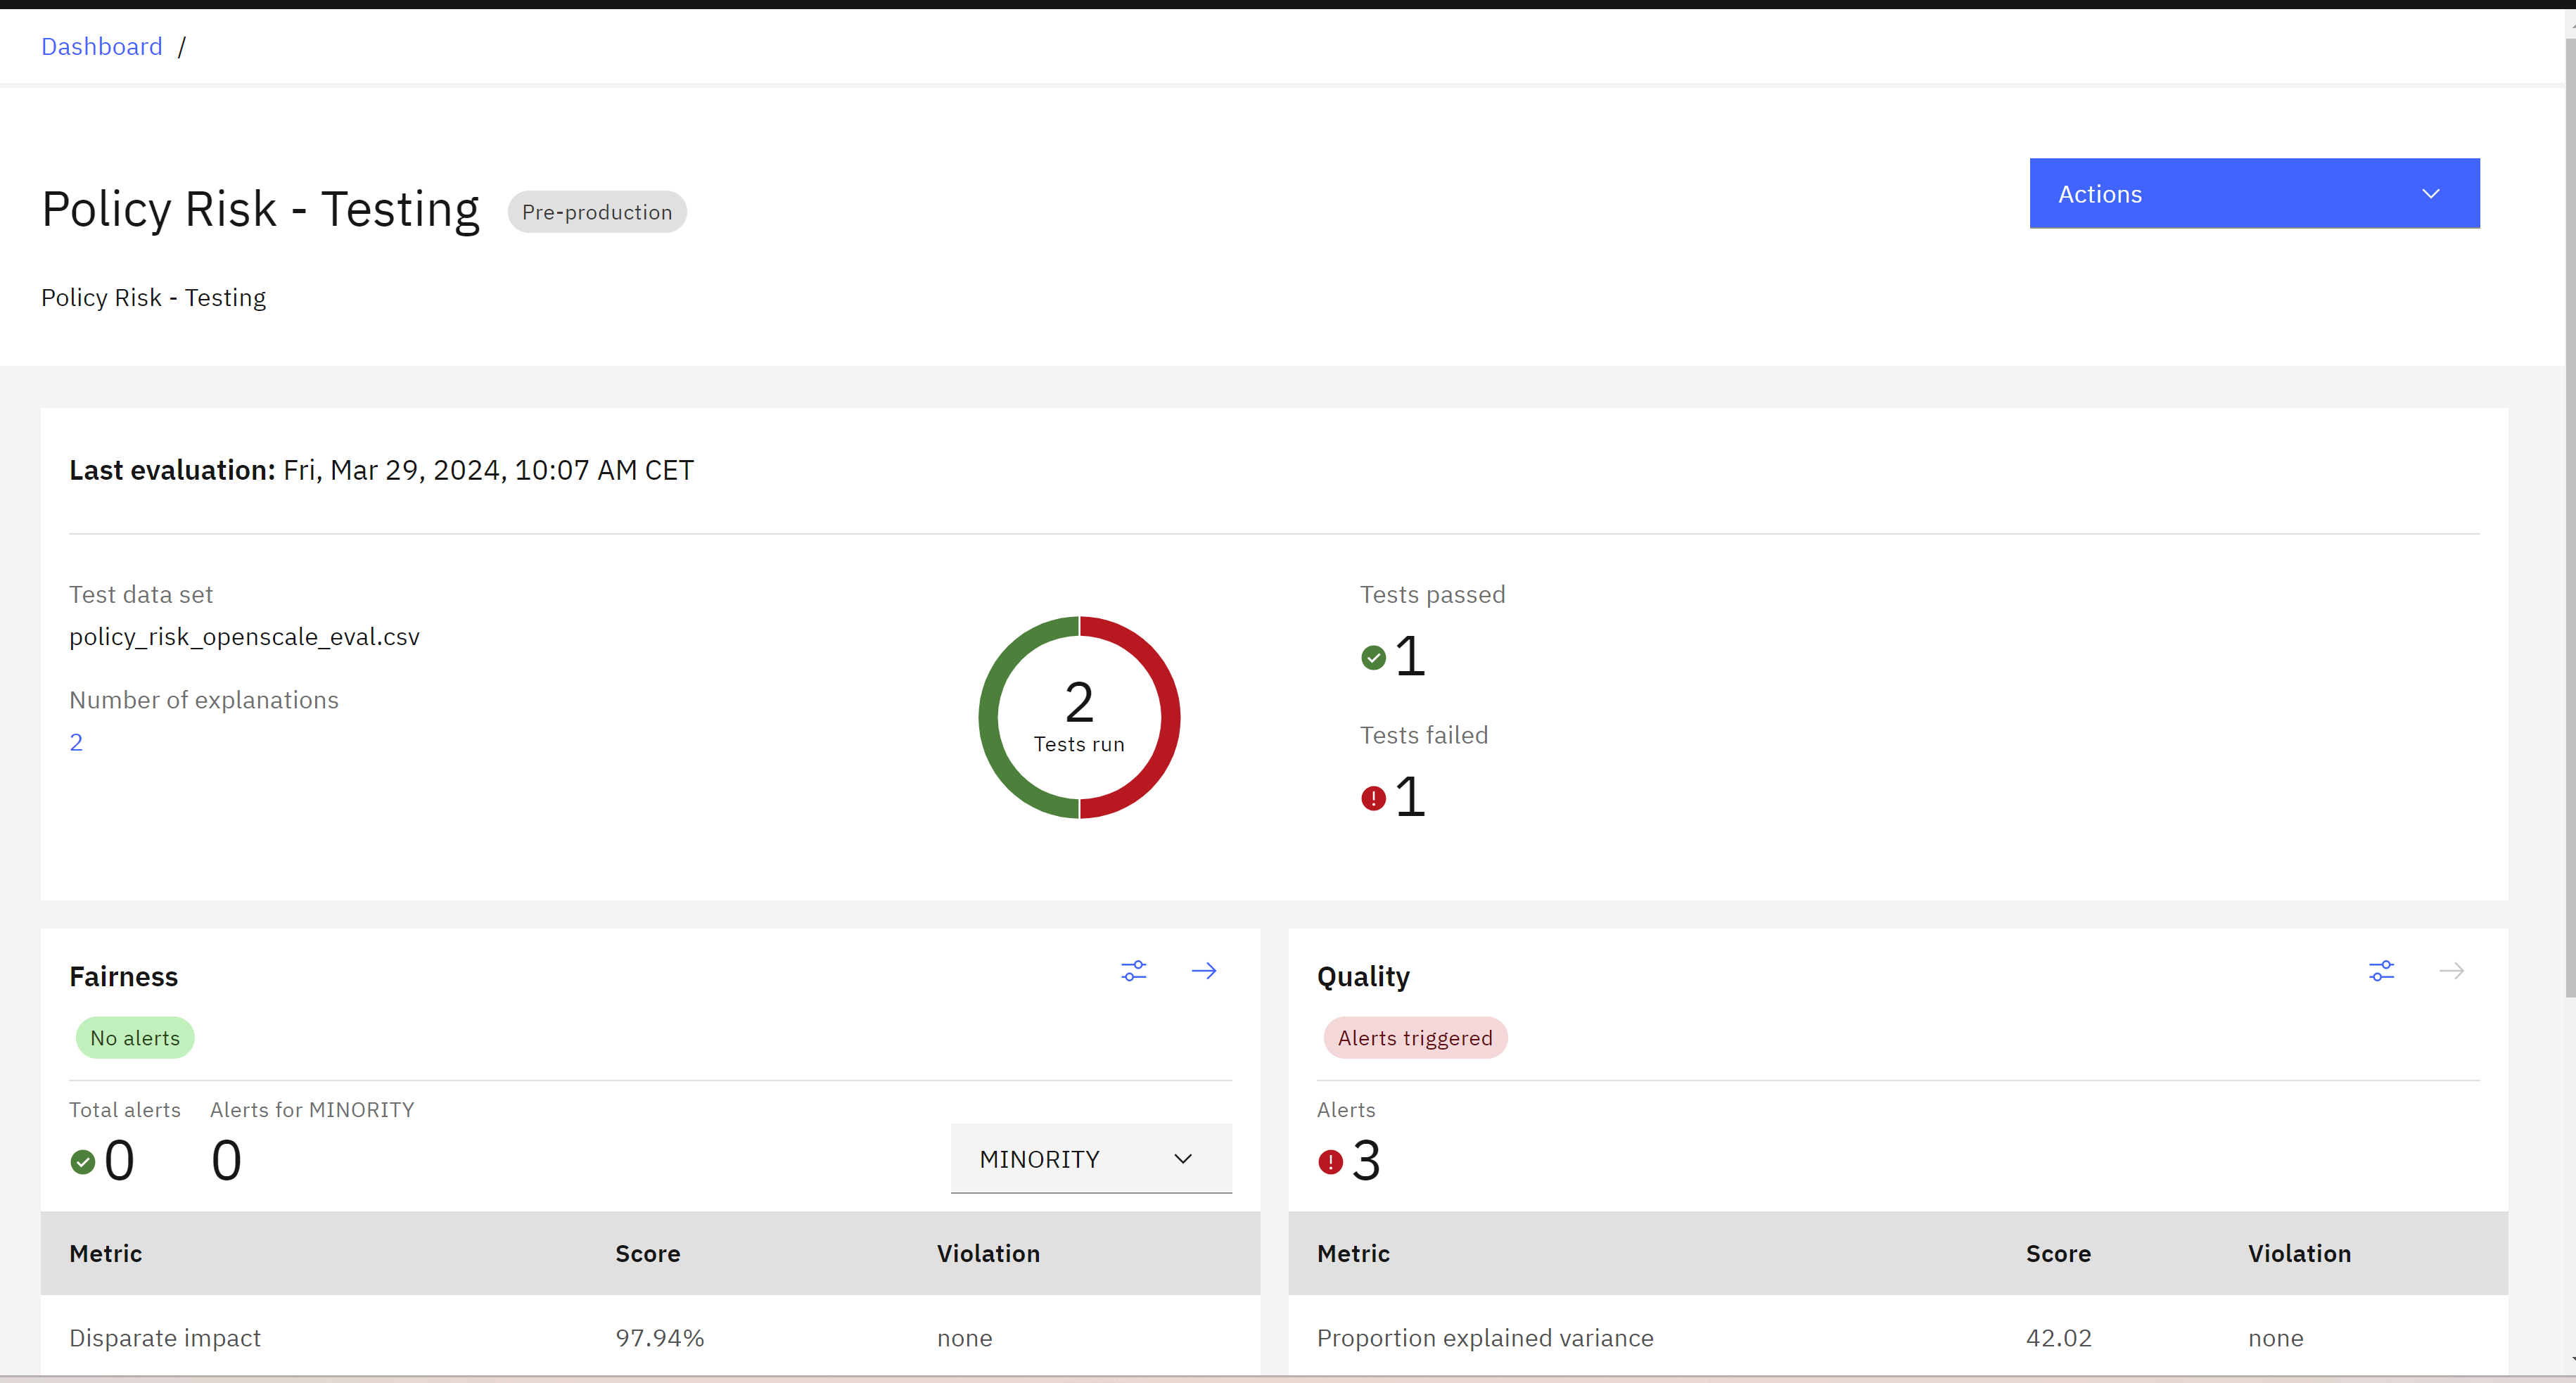 Dashboard /
Policy Risk - Testing
Pre-production
Actions
Policy Risk - Testing
Last evaluation: Fri, Mar 29, 2024, 10:07 AM CET
Test data set
policy_risk_openscale_eval.csv
Number of explanations
2
2
Tests run
Tests passed
1
Tests failed
1
Fairness
No alerts
Total alerts Alerts for MINORITY
0 0
MINORITY
Metric Score Violation
Disparate impact 97.94% none
Quality
Alerts triggered
Alerts
3
Metric Score Violation
Proportion explained variance 42.02 none